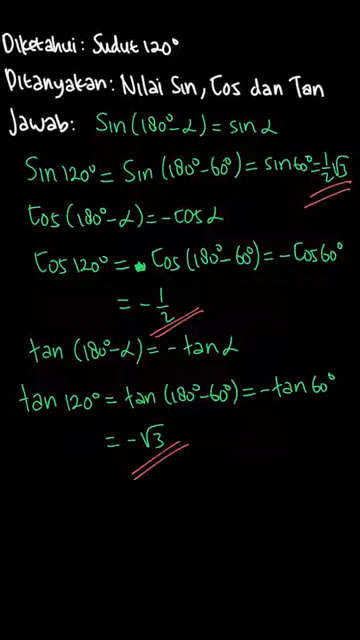 Diketahui: Sudut 120°
Ditanyakan: Nilai Sin, Cos dan Tan
Jawab: Sin(180°-α) = sin α
Sin 120° = Sin(180°-60°) = sin 60° = 1/2 √3
Cos(180°-α) = -cos α
Cos 120° = Cos(180°-60°) = -Cos 60°
= - 1/2
tan (180°-α) = -tan α
tan 120° = tan (180°-60°) = -tan 60°
= -√3